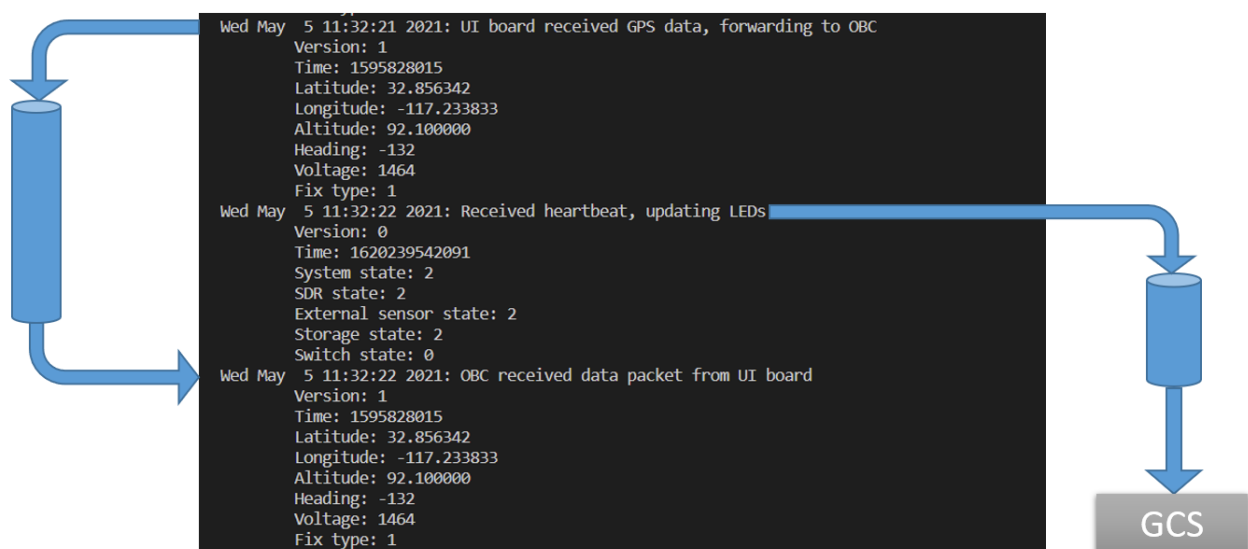 Wed May  5 11:32:21 2021: UI board received GPS data, forwarding to OBC
Version: 1
Time: 1595828015
Latitude: 32.856342
Longitude: -117.233833
Altitude: 92.100000
Heading: -132
Voltage: 1464
Fix type: 1
Wed May  5 11:32:22 2021: Received heartbeat, updating LEDs
Version: 0
Time: 1620239542091
System state: 2
SDR state: 2
External sensor state: 2
Storage state: 2
Switch state: 0
Wed May  5 11:32:22 2021: OBC received data packet from UI board
Version: 1
Time: 1595828015
Latitude: 32.856342
Longitude: -117.233833
Altitude: 92.100000
Heading: -132
Voltage: 1464
Fix type: 1
GCS